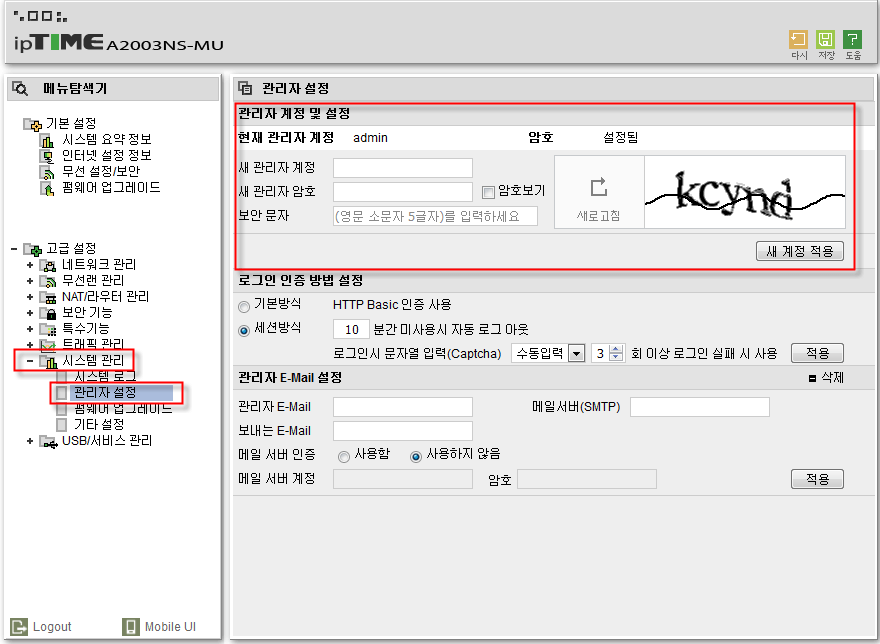 ipTIME A2003NS-MU
다시 저장 도움
메뉴탐색기
기본 설정
시스템 요약 정보
인터넷 설정 정보
무선 설정/보안
펌웨어 업그레이드
고급 설정
네트워크 관리
무선랜 관리
NAT/라우터 관리
보안 기능
특수기능
트래픽 관리
시스템 관리
시스템 로그
관리자 설정
펌웨어 업그레이드
기타 설정
USB/서비스 관리
Logout
Mobile UI
관리자 설정
관리자 계정 및 설정
현재 관리자 계정 admin 암호 설정됨
새 관리자 계정
새 관리자 암호 암호보기
보안 문자 (영문 소문자 5글자)를 입력하세요
새로고침
kcynd
새 계정 적용
로그인 인증 방법 설정
기본방식 HTTP Basic 인증 사용
세션방식 10 분간 미사용시 자동 로그 아웃
로그인시 문자열 입력(Captcha) 수동입력 3 회 이상 로그인 실패 시 사용 적용
관리자 E-Mail 설정 삭제
관리자 E-Mail 메일서버(SMTP)
보내는 E-Mail
메일 서버 인증 사용함 사용하지 않음
메일 서버 계정 암호 적용